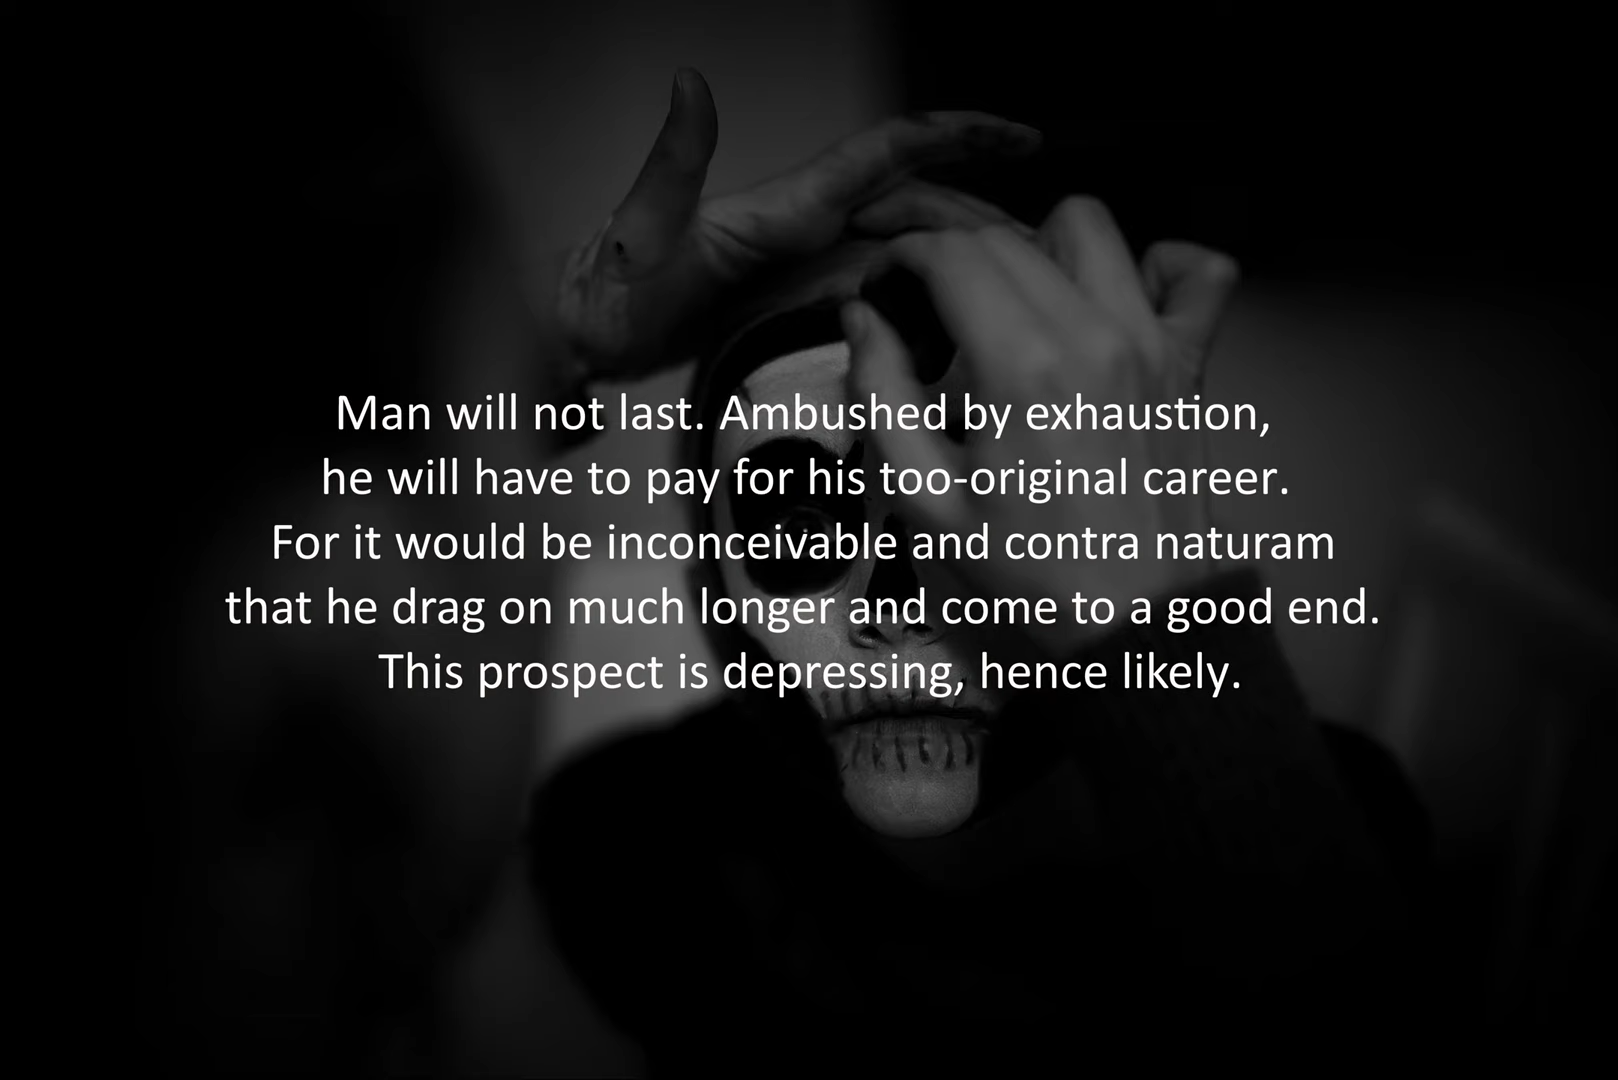 Man will not last. Ambushed by exhaustion,
he will have to pay for his too-original career.
For it would be inconceivable and contra naturam
that he drag on much longer and come to a good end.
This prospect is depressing, hence likely.